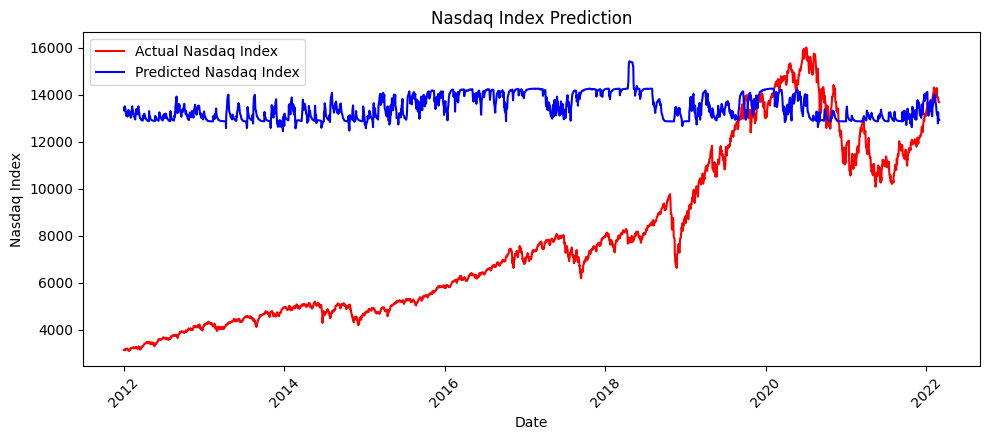 Nasdaq Index Prediction
Actual Nasdaq Index
Predicted Nasdaq Index
Nasdaq Index
16000
14000
12000
10000
8000
6000
4000
2012
2014
2016
2018
2020
2022
Date